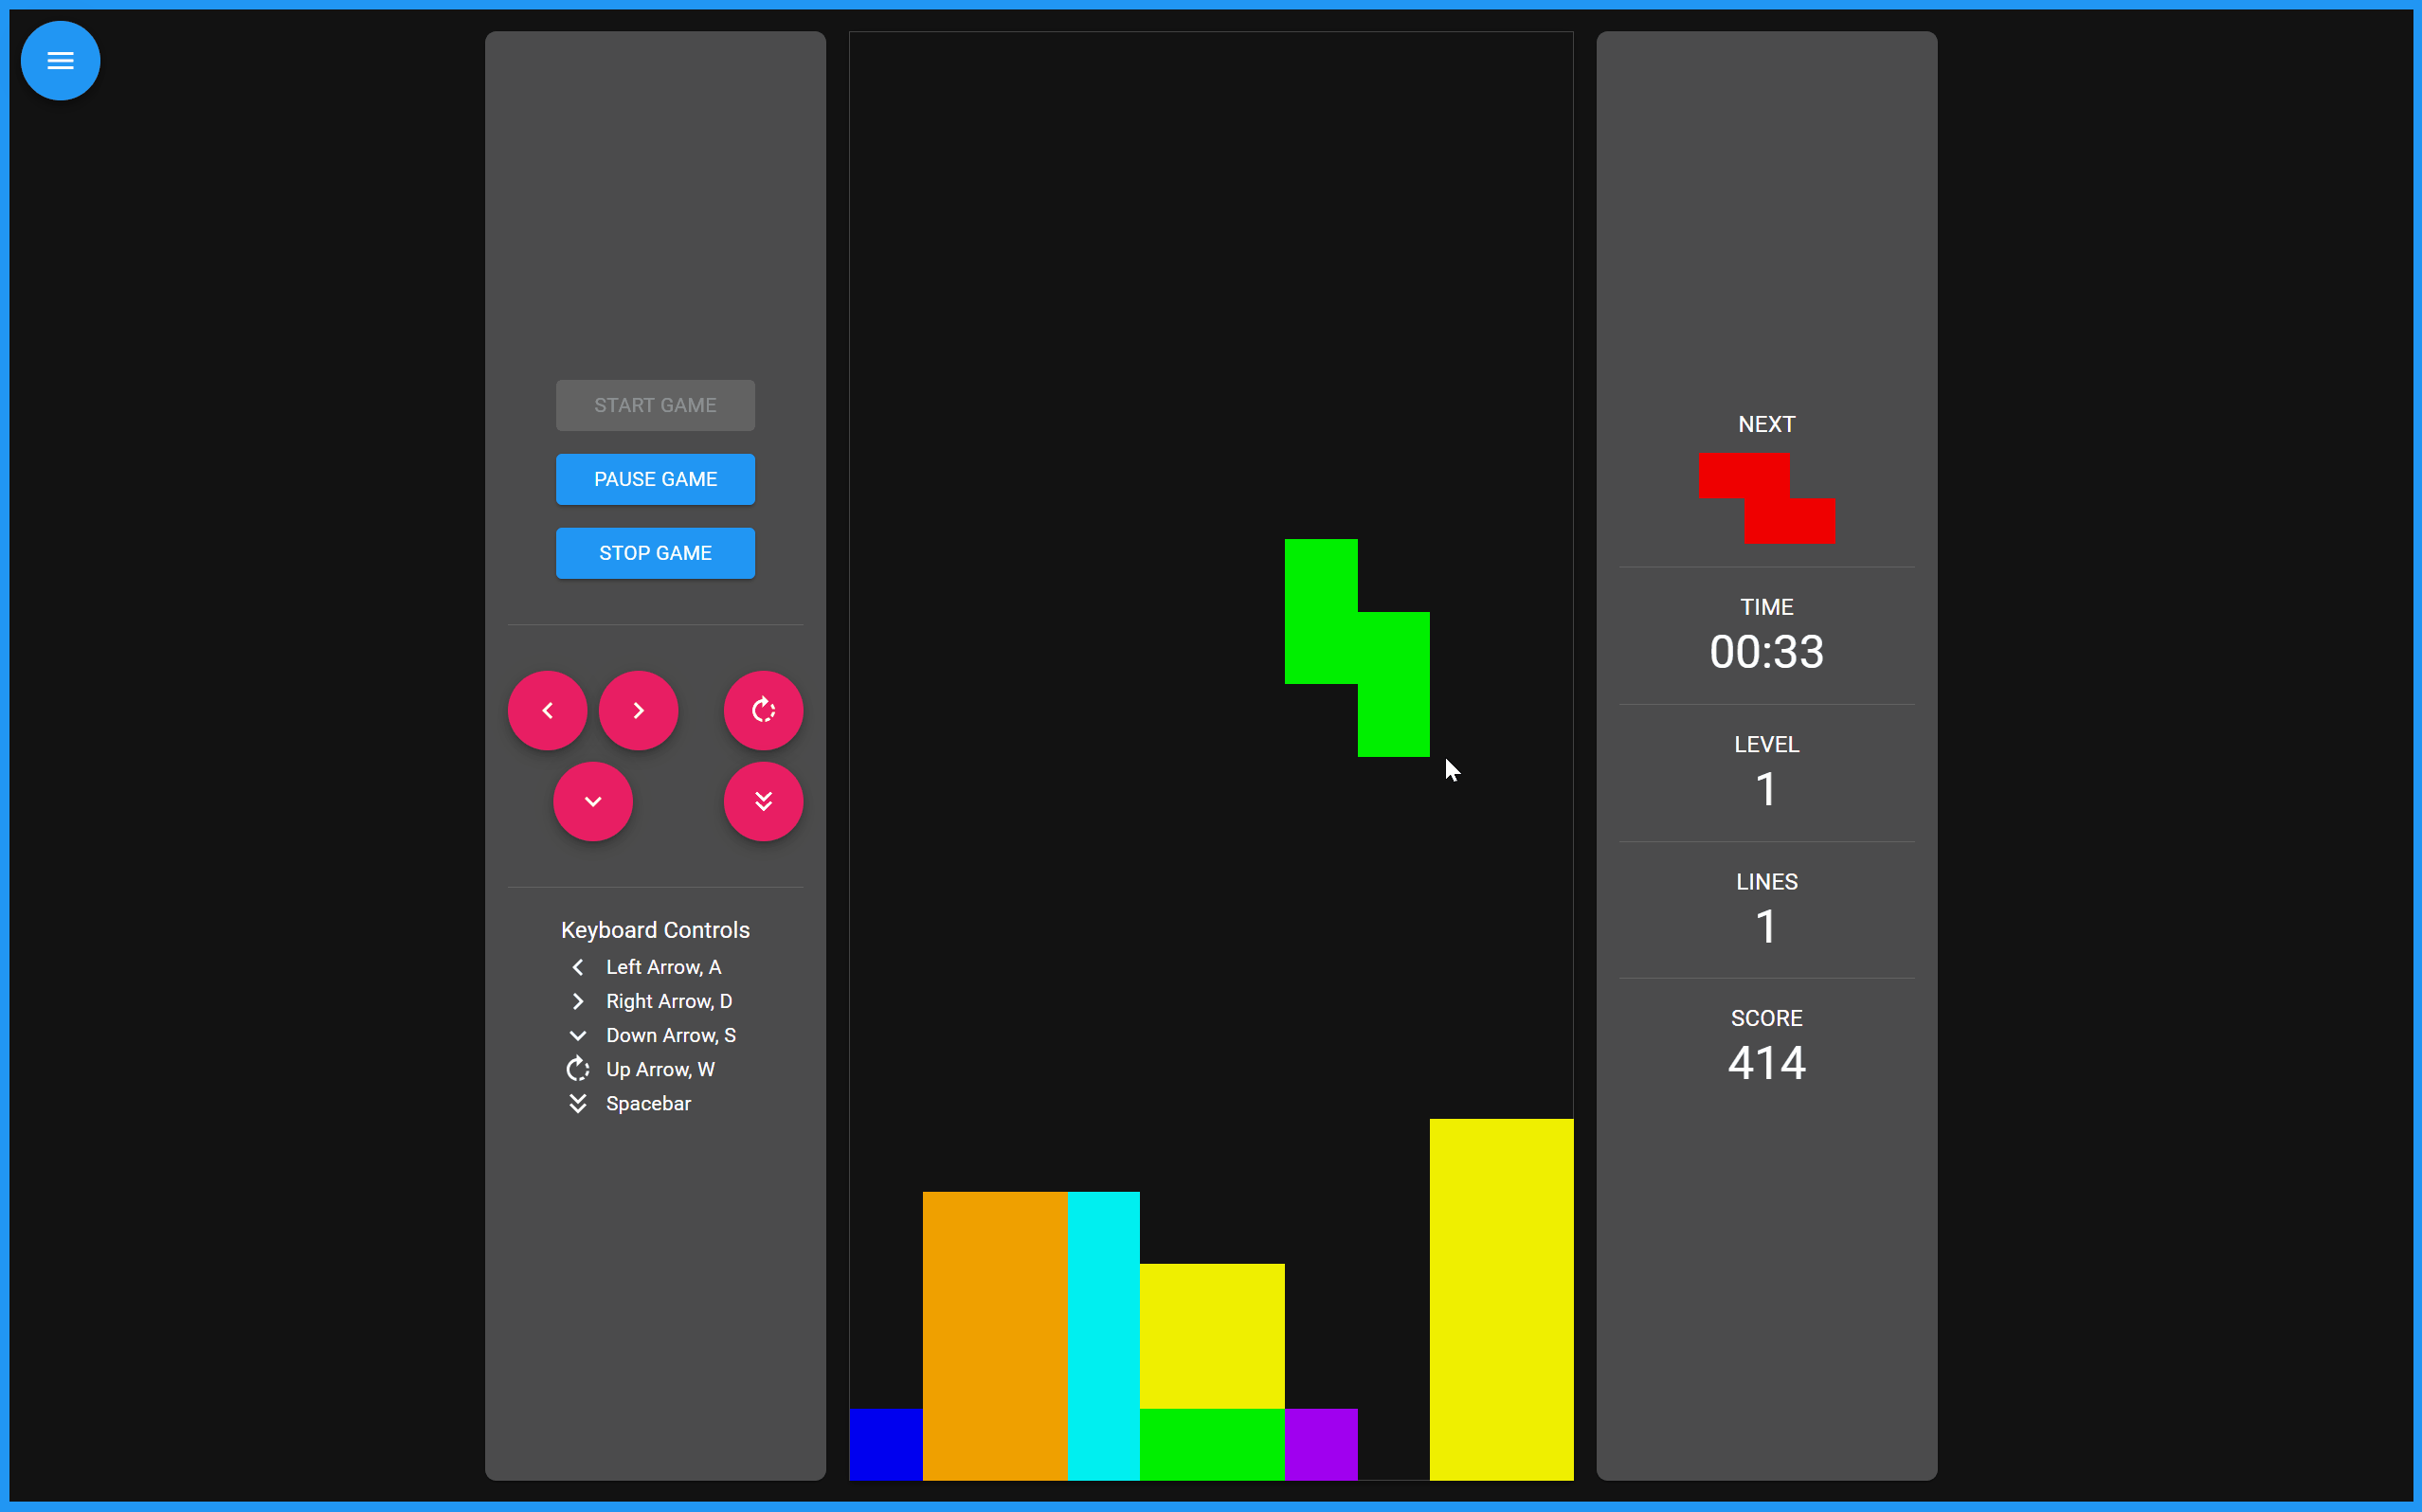 START GAME
PAUSE GAME
STOP GAME
Keyboard Controls
Left Arrow, A
Right Arrow, D
Down Arrow, S
Up Arrow, W
Spacebar
NEXT
TIME
00:33
LEVEL
1
LINES
1
SCORE
414